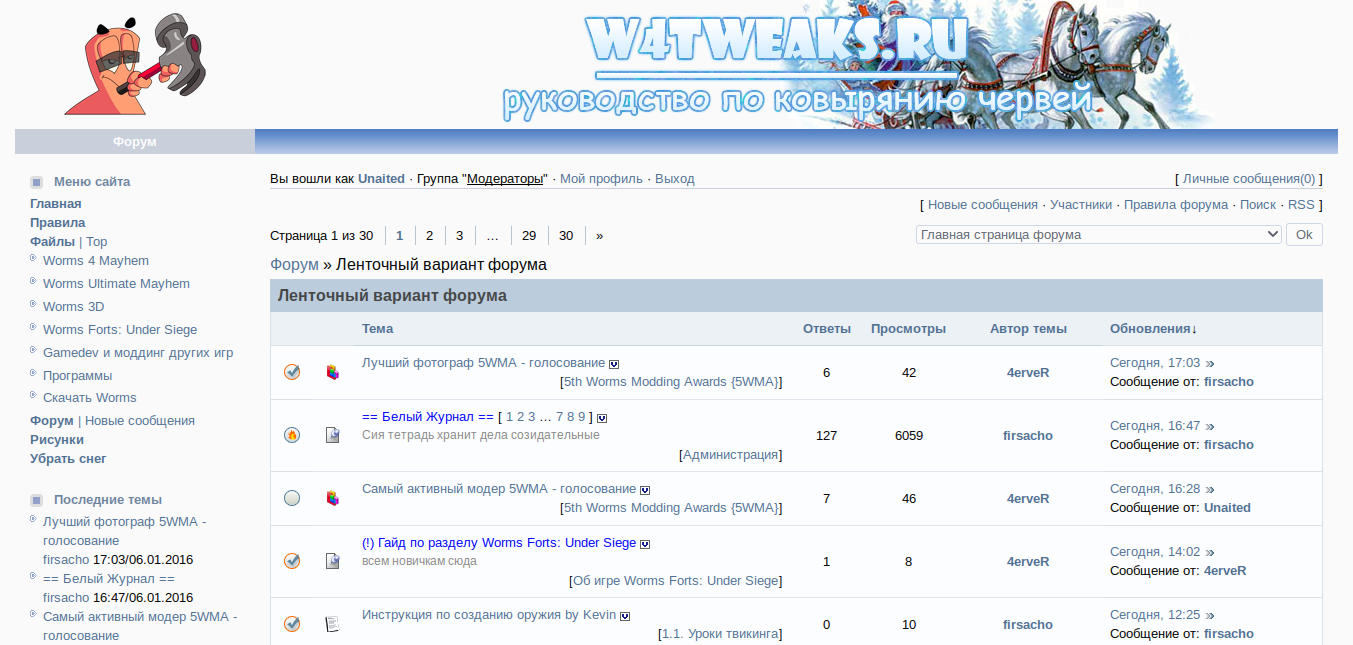 W4TWEAKS.RU
руководство по ковырянию червей
Форум
Меню сайта
Главная
Правила
Файлы | Top
Worms 4 Mayhem
Worms Ultimate Mayhem
Worms 3D
Worms Forts: Under Siege
Gamedev и моддинг других игр
Программы
Скачать Worms
Форум | Новые сообщения
Рисунки
Убрать снег
Последние темы
Лучший фотограф 5WMA -
голосование
firsacho 17:03/06.01.2016
== Белый Журнал ==
firsacho 16:47/06.01.2016
Самый активный модер 5WMA -
голосование
Вы вошли как Unaited · Группа "Модераторы" · Мой профиль · Выход
[ Личные сообщения(0) ]
[ Новые сообщения · Участники · Правила форума · Поиск · RSS ]
Страница 1 из 30 1 2 3 … 29 30 »
Главная страница форума Ok
Форум » Ленточный вариант форума
Ленточный вариант форума
Тема Ответы Просмотры Автор темы Обновления↓
Лучший фотограф 5WMA - голосование
[5th Worms Modding Awards {5WMA}]
6 42 4erveR
Сегодня, 17:03 »
Сообщение от: firsacho
== Белый Журнал == [ 1 2 3 … 7 8 9 ]
Сия тетрадь хранит дела созидательные
[Администрация]
127 6059 firsacho
Сегодня, 16:47 »
Сообщение от: firsacho
Самый активный модер 5WMA - голосование
[5th Worms Modding Awards {5WMA}]
7 46 4erveR
Сегодня, 16:28 »
Сообщение от: Unaited
(!) Гайд по разделу Worms Forts: Under Siege
всем новичкам сюда
[Об игре Worms Forts: Under Siege]
1 8 4erveR
Сегодня, 14:02 »
Сообщение от: 4erveR
Инструкция по созданию оружия by Kevin
[1.1. Уроки твикинга]
0 10 firsacho
Сегодня, 12:25 »
Сообщение от: firsacho